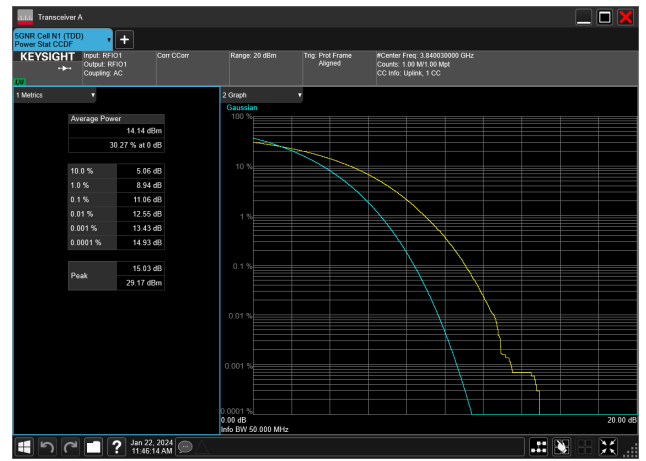 Transceiver A
5GNR Cell N1 (TDD)
Power Stat CCDF
KEYSIGHT
LW
Input: RFIO1
Output: RFIO1
Coupling: AC
Corr CCorr
Range: 20 dBm
Trig: Prot Frame
Aligned
#Center Freq: 3.840030000 GHz
Counts: 1.00 M/1.00 Mpt
CC Info: Uplink, 1 CC
1 Metrics
Average Power
14.14 dBm
30.27 % at 0 dB
10.0 % 5.06 dB
1.0 % 8.94 dB
0.1 % 11.06 dB
0.01 % 12.55 dB
0.001 % 13.43 dB
0.0001 % 14.93 dB
Peak
15.03 dB
29.17 dBm
2 Graph
Gaussian
100 %
10 %
1 %
0.1 %
0.01 %
0.001 %
0.0001 %
0.00 dB
20.00 dB
Info BW 50.000 MHz
Jan 22, 2024
11:46:14 AM